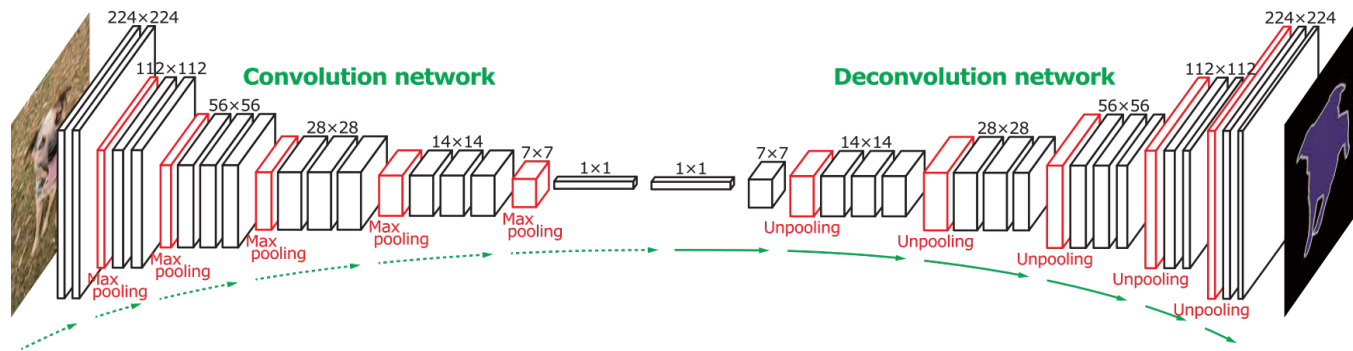 224×224
112×112
56×56
28×28
14×14
7×7
1×1
Convolution network
Max
pooling
Max
pooling
Max
pooling
Max
pooling
Max
pooling
1×1
7×7
14×14
28×28
56×56
112×112
224×224
Deconvolution network
Unpooling
Unpooling
Unpooling
Unpooling
Unpooling